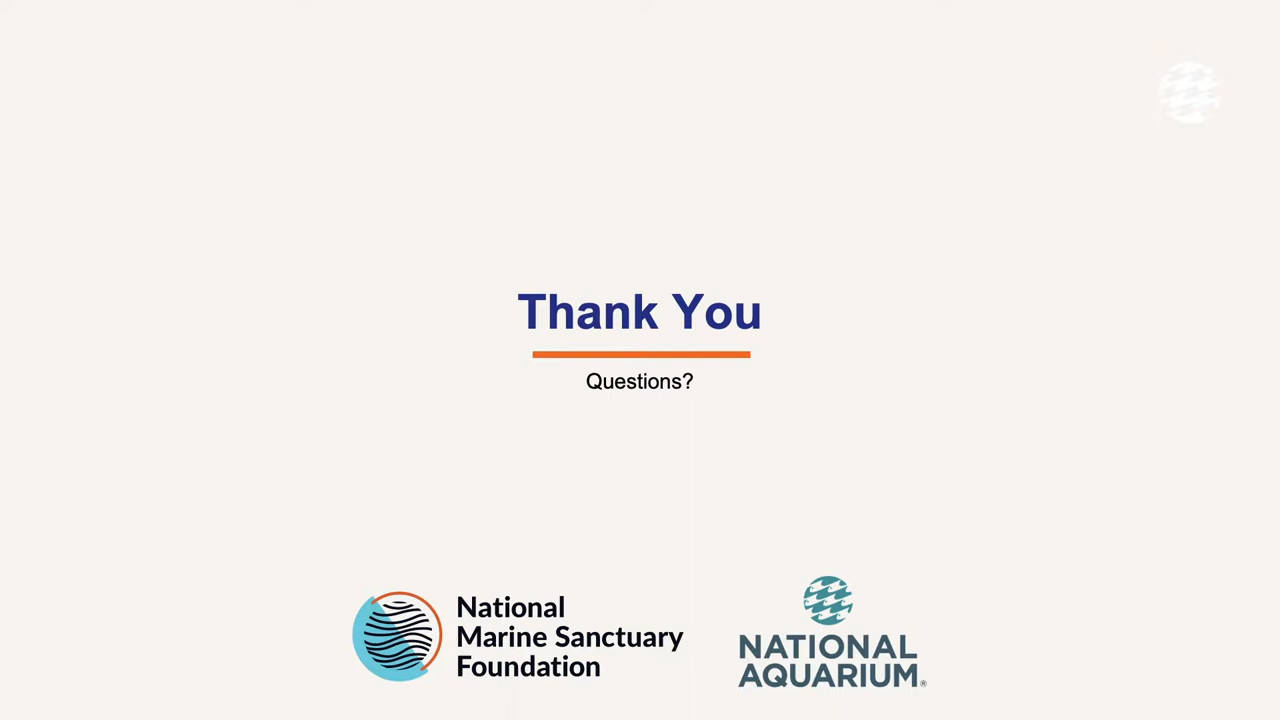 Thank You
Questions?
National
Marine Sanctuary
Foundation
NATIONAL
AQUARIUM®